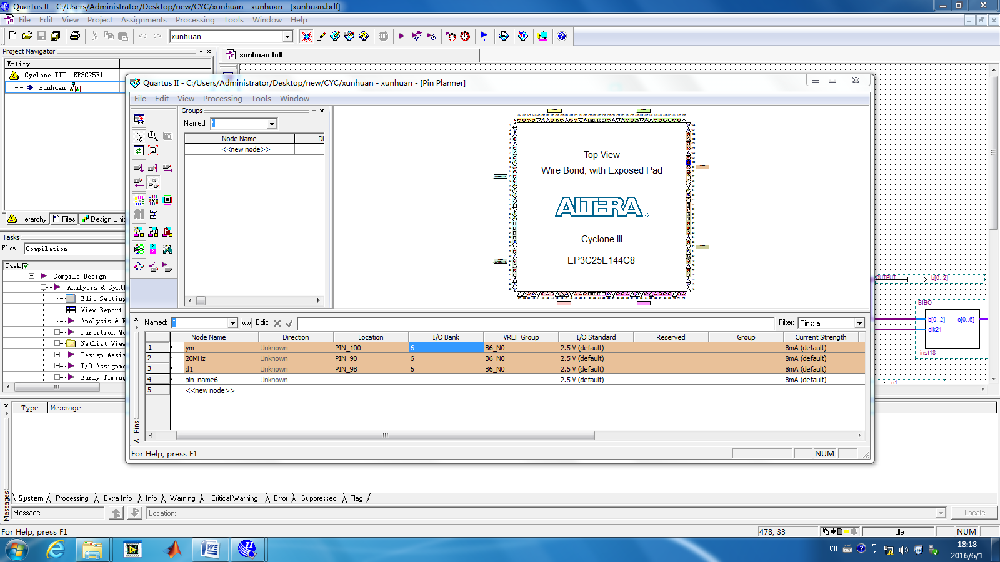 Quartus II - C:/Users/Administrator/Desktop/new/CYC/xunhuan - xunhuan - [xunhuan.bdf]
File Edit View Project Assignments Processing Tools Window Help
xunhuan
Project Navigator
xunhuan.bdf
Entity
Cyclone III: EP3C25E1...
xunhuan
Hierarchy Files Design Unit
Tasks
Flow: Compilation
Task
Compile Design
Analysis & Synt
Edit Setting
View Report
Analysis & E
Partition M
Netlist View
Design Assis
I/O Assignme
Early Timing
Quartus II - C:/Users/Administrator/Desktop/new/CYC/xunhuan - xunhuan - [Pin Planner]
File Edit View Processing Tools Window
Groups
Named: *
Node Name Di
<<new node>>
Top View
Wire Bond, with Exposed Pad
ALTERA
Cyclone III
EP3C25E144C8
Named: * Edit: Filter: Pins: all
Node Name Direction Location I/O Bank VREF Group I/O Standard Reserved Group Current Strength
1 ym Unknown PIN_100 6 B6_N0 2.5 V (default) 8mA (default)
2 20MHz Unknown PIN_90 6 B6_N0 2.5 V (default) 8mA (default)
3 d1 Unknown PIN_98 6 B6_N0 2.5 V (default) 8mA (default)
4 pin_name6 Unknown 2.5 V (default) 8mA (default)
5 <<new node>>
All Pins
For Help, press F1 NUM
OUTPUT b[0..2]
BIBO
b[0..2] c[0..6]
clk21
inst18
c1
Type Message
System Processing Extra Info Info Warning Critical Warning Error Suppressed Flag
Messages
Message: Location: Locate
For Help, press F1 478, 33 Idle NUM
CH 18:18
2016/6/1